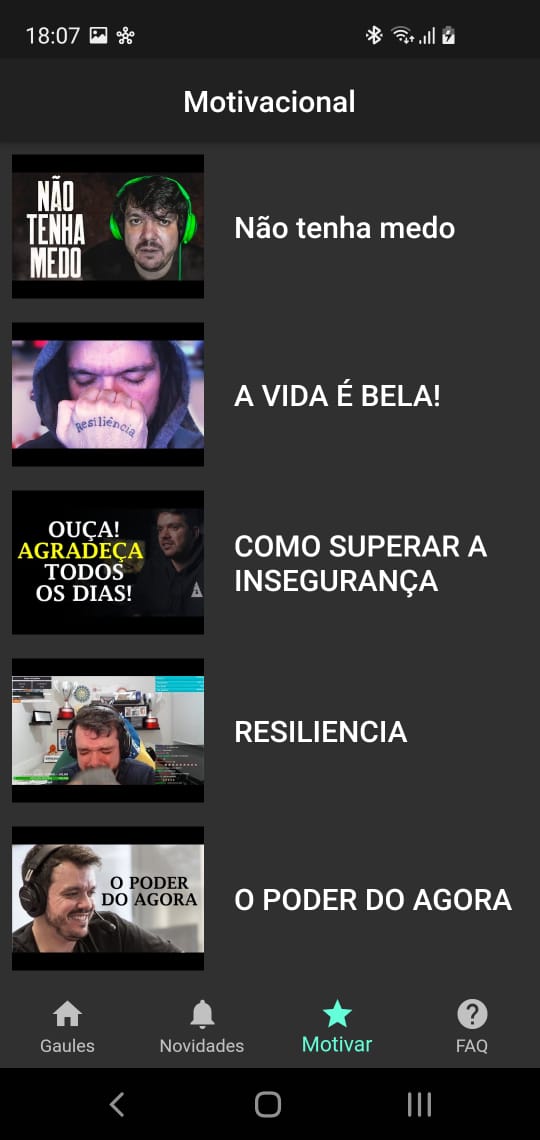 18:07
Motivacional
NÃO
TENHA
MEDO
Não tenha medo
Resiliência
A VIDA É BELA!
OUÇA!
AGRADEÇA
TODOS
OS DIAS!
COMO SUPERAR A
INSEGURANÇA
RESILIENCIA
O PODER
DO AGORA
O PODER DO AGORA
Gaules
Novidades
Motivar
FAQ